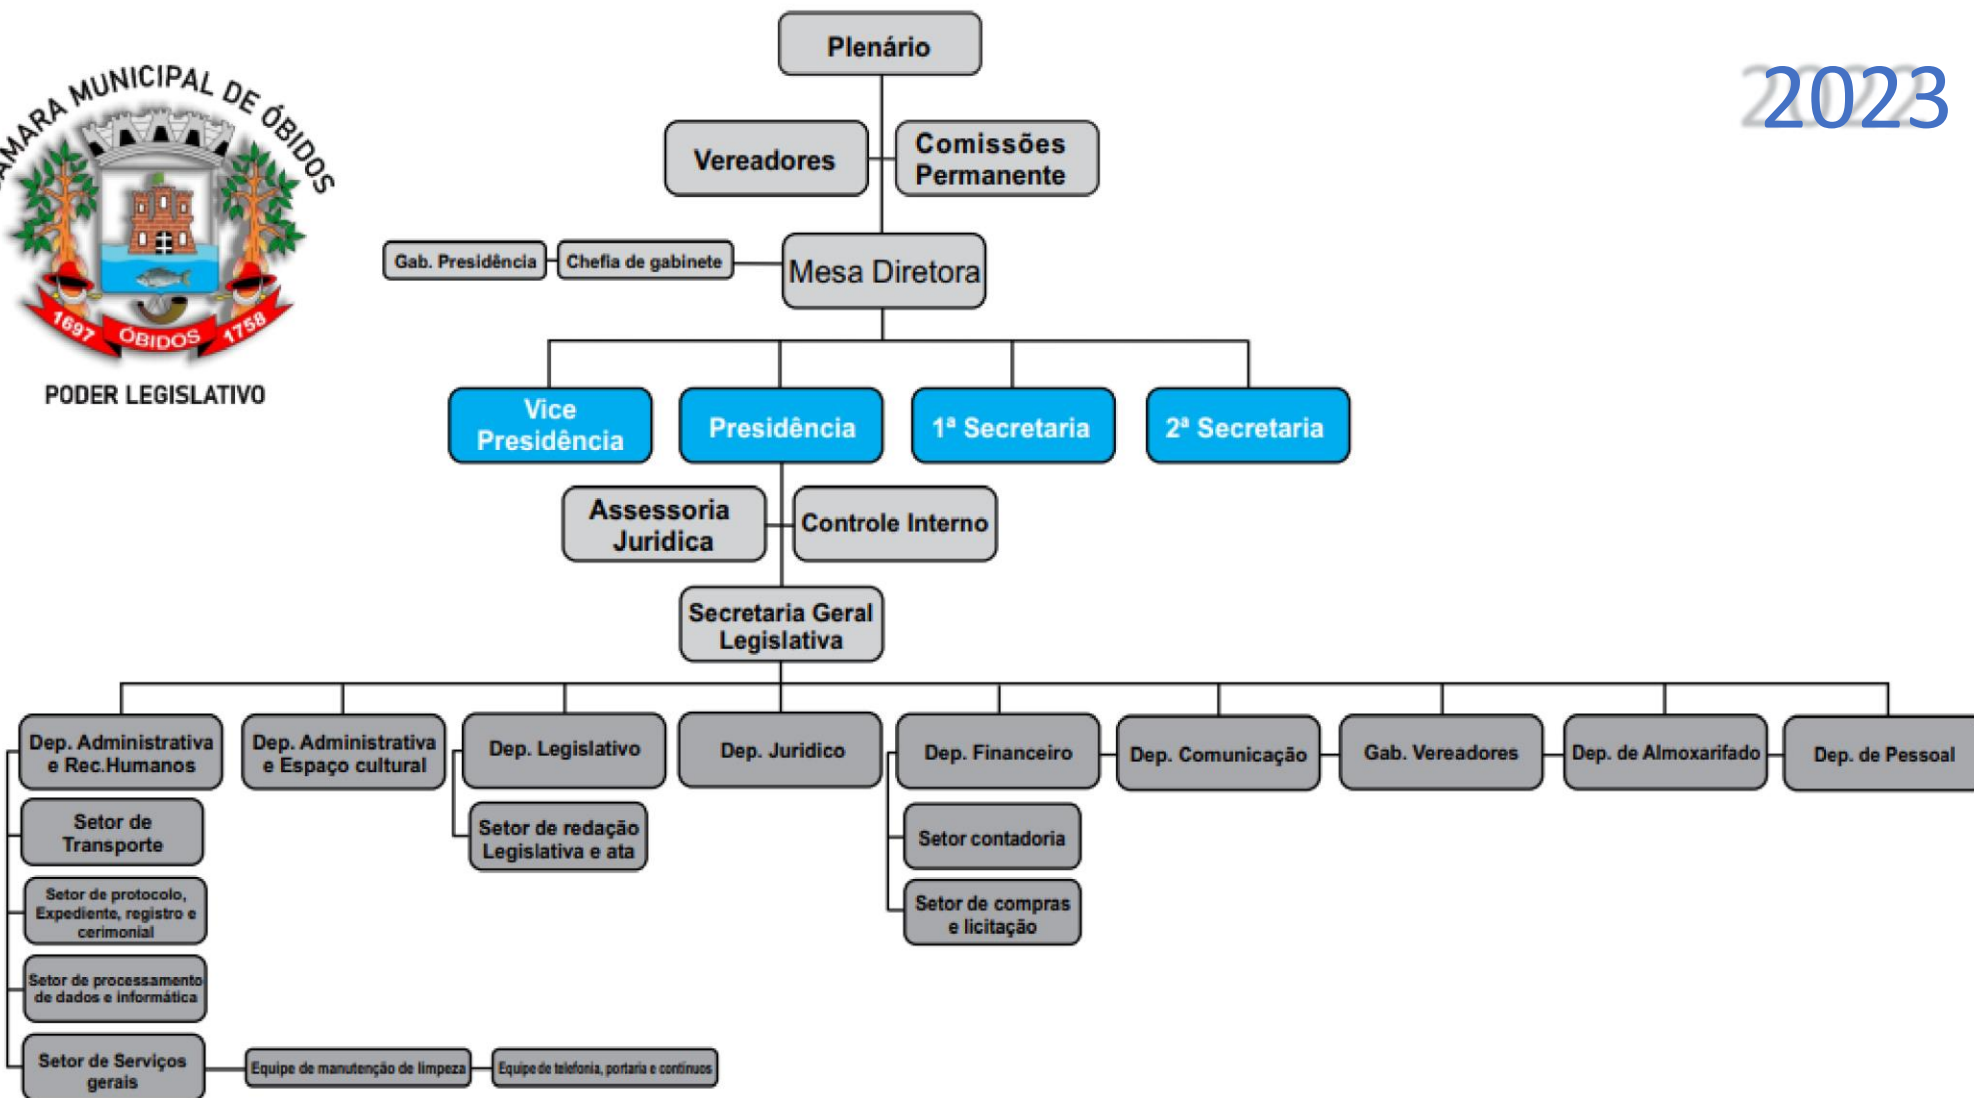 CÂMARA MUNICIPAL DE ÓBIDOS
1697
ÓBIDOS
1758
PODER LEGISLATIVO
2023
Plenário
Vereadores
Comissões
Permanente
Gab. Presidência
Chefia de gabinete
Mesa Diretora
Vice
Presidência
Presidência
1ª Secretaria
2ª Secretaria
Assessoria
Juridica
Controle Interno
Secretaria Geral
Legislativa
Dep. Administrativa
e Rec.Humanos
Dep. Administrativa
e Espaço cultural
Dep. Legislativo
Dep. Juridico
Dep. Financeiro
Dep. Comunicação
Gab. Vereadores
Dep. de Almoxarifado
Dep. de Pessoal
Setor de
Transporte
Setor de redação
Legislativa e ata
Setor contadoria
Setor de protocolo,
Expediente, registro e
cerimonial
Setor de compras
e licitação
Setor de processamento
de dados e informática
Setor de Serviços
gerais
Equipe de manutenção de limpeza
Equipe de telefonia, portaria e continuos